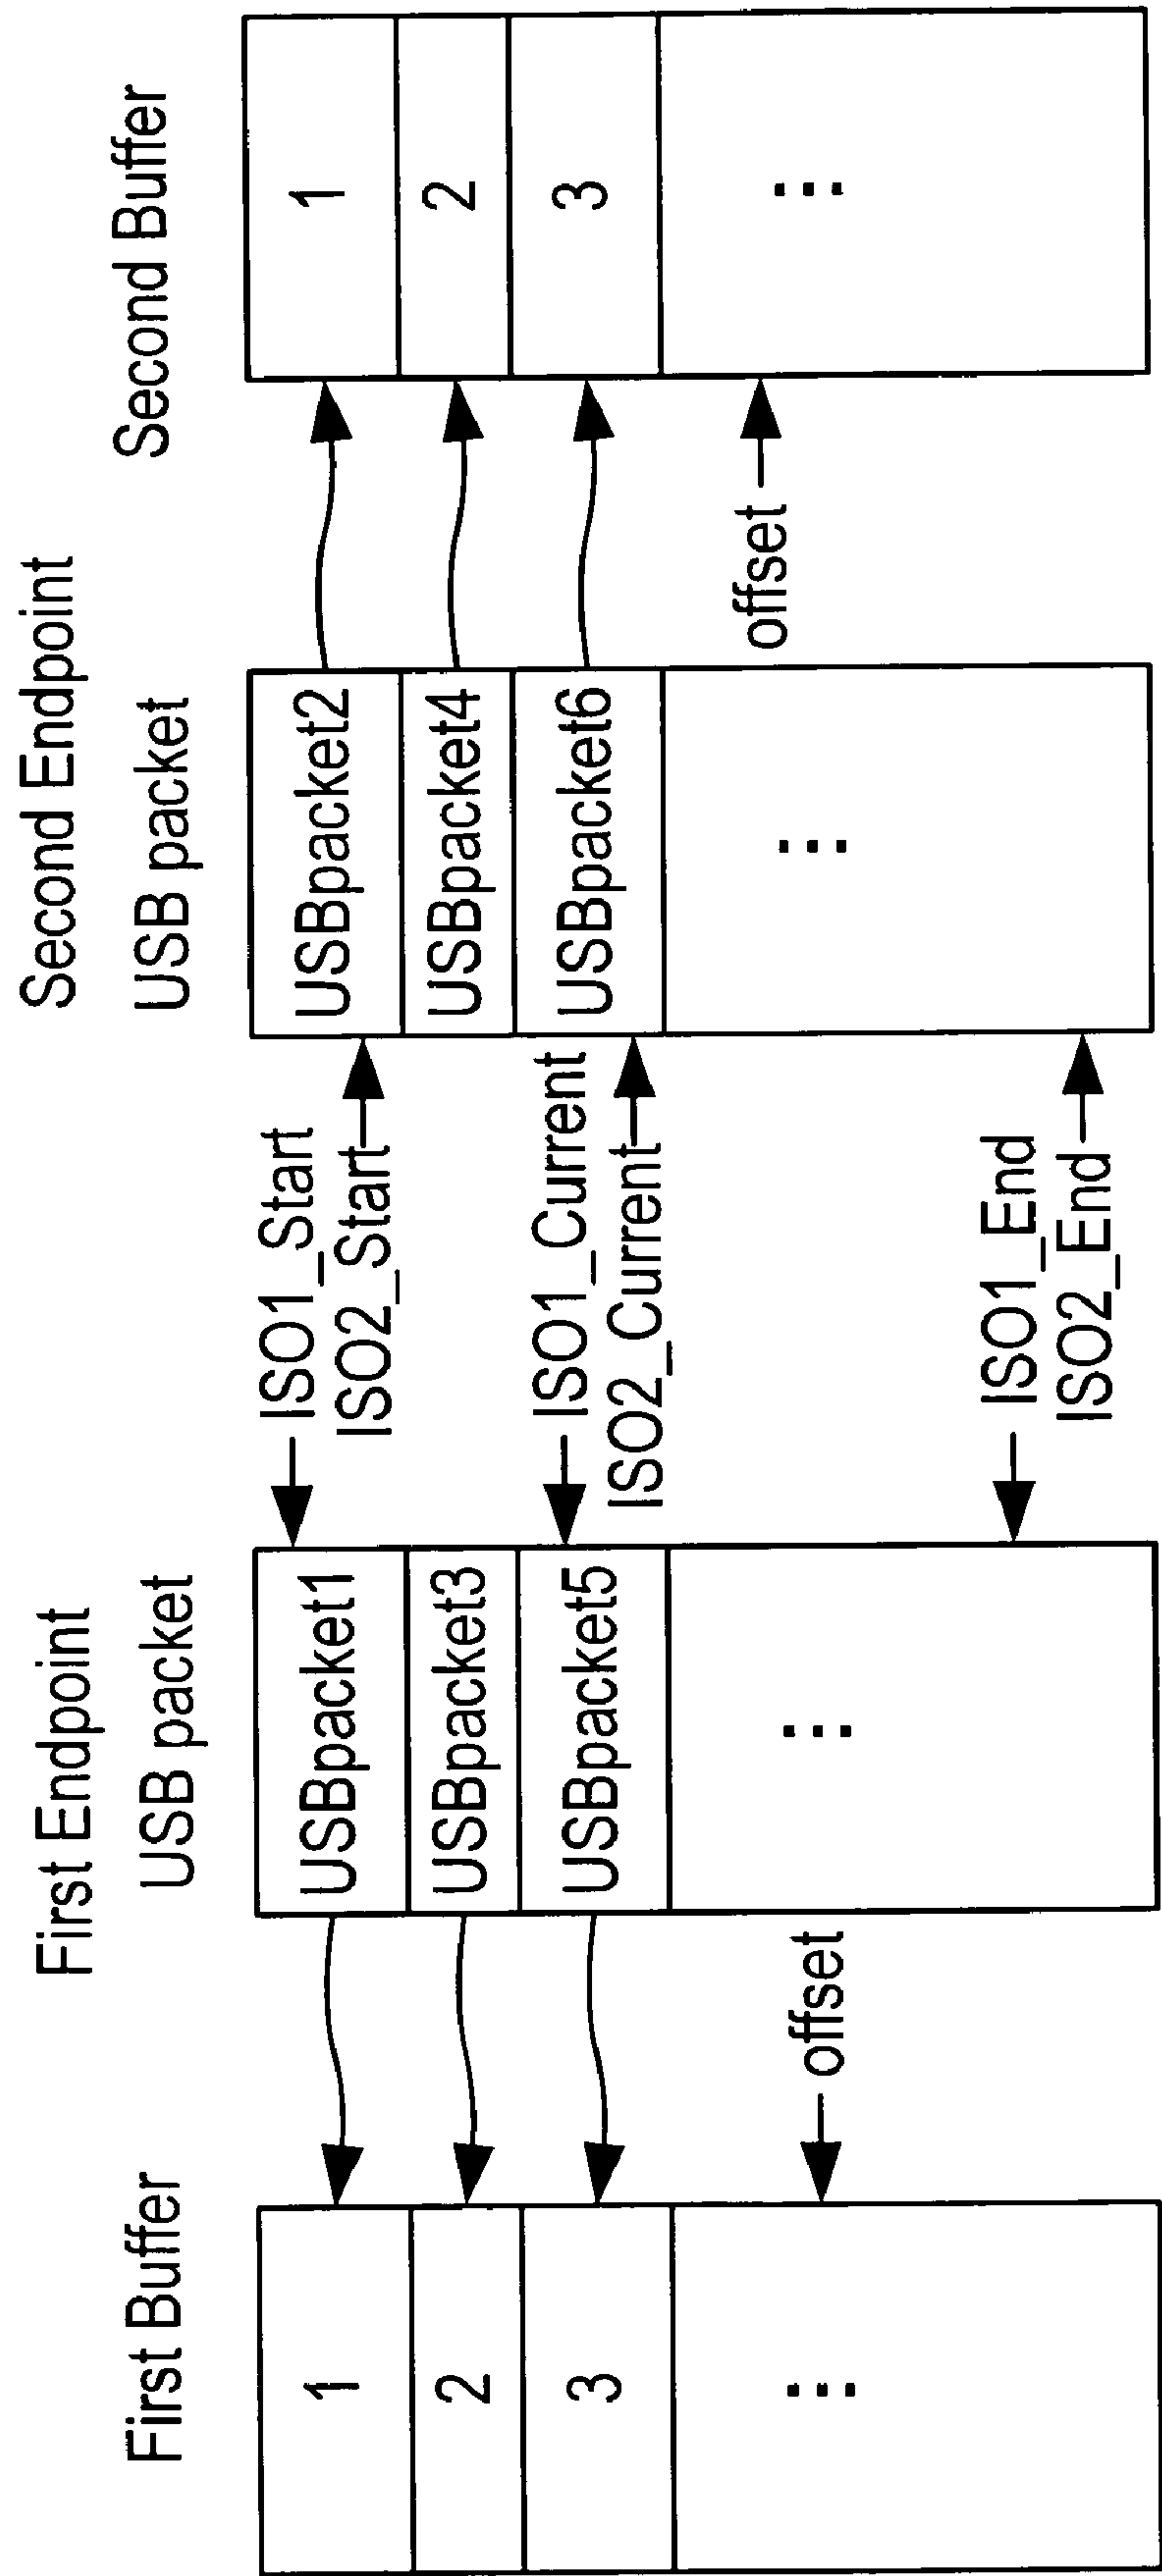 First Endpoint
Second Endpoint
First Buffer
USB packet
USB packet
Second Buffer
1
2
3
...
offset
USBpacket1
USBpacket3
USBpacket5
...
ISO1_Start
ISO2_Start
ISO1_Current
ISO2_Current
ISO1_End
ISO2_End
USBpacket2
USBpacket4
USBpacket6
...
offset
1
2
3
...